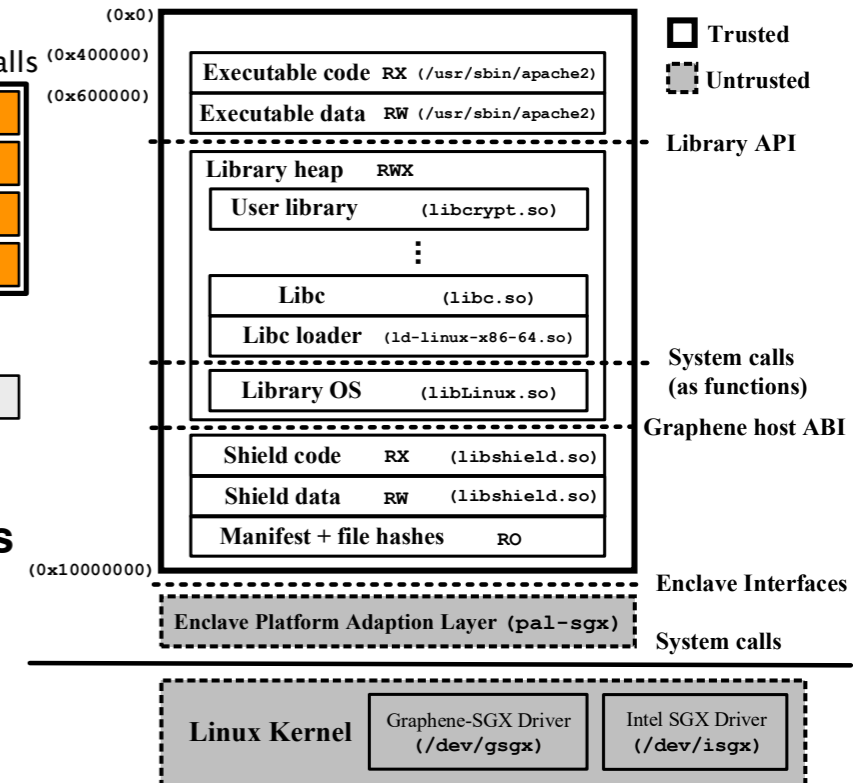 (0x0)
alls (0x400000)
(0x600000)
Executable code RX (/usr/sbin/apache2)
Executable data RW (/usr/sbin/apache2)
Trusted
Untrusted
Library API
Library heap RWX
User library (libcrypt.so)
⋮
Libc (libc.so)
Libc loader (ld-linux-x86-64.so)
System calls
(as functions)
Library OS (libLinux.so)
Graphene host ABI
Shield code RX (libshield.so)
Shield data RW (libshield.so)
Manifest + file hashes RO
s
(0x10000000)
Enclave Interfaces
Enclave Platform Adaption Layer (pal-sgx)
System calls
Linux Kernel
Graphene-SGX Driver
(/dev/gsgx)
Intel SGX Driver
(/dev/isgx)